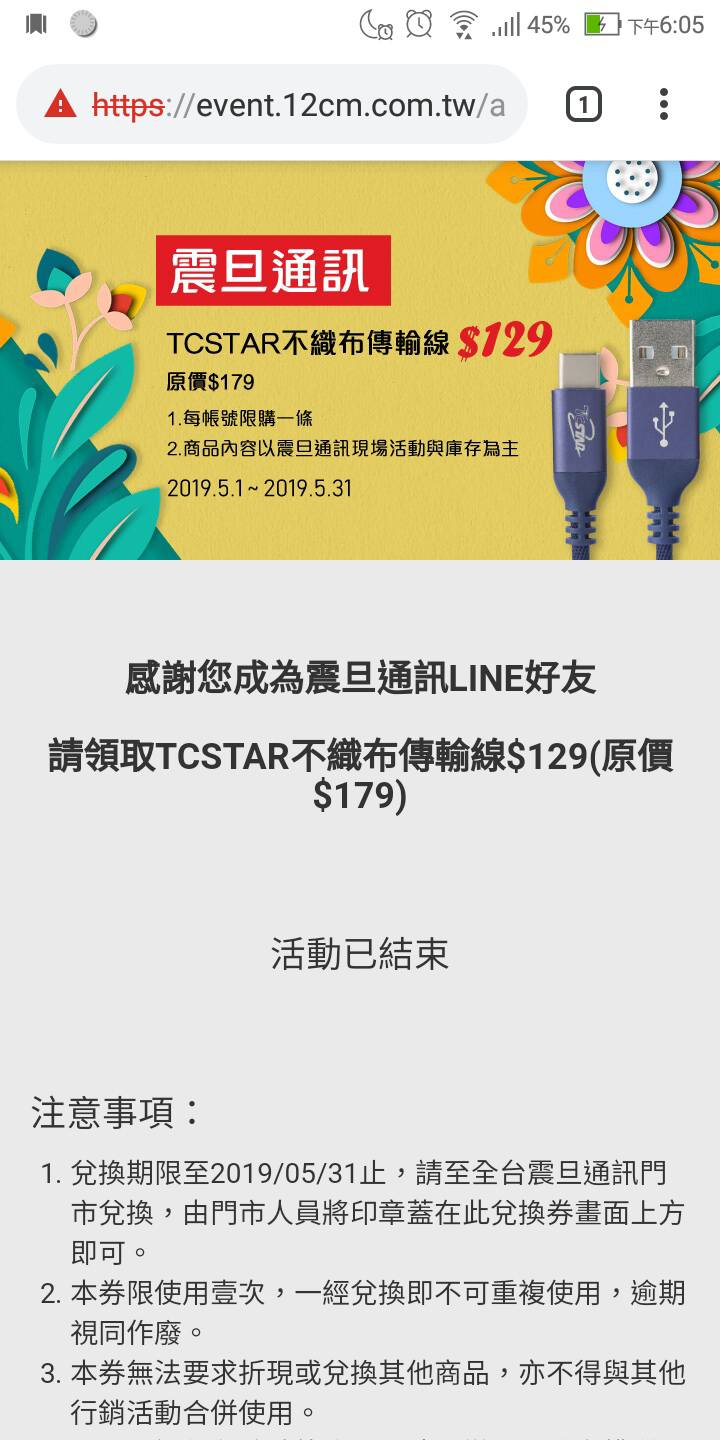 45% 下午6:05
https://event.12cm.com.tw/a
1
震旦通訊
TCSTAR不織布傳輸線 $129
原價$179
1.每帳號限購一條
2.商品內容以震旦通訊現場活動與庫存為主
2019.5.1~2019.5.31
TCSTAR
感謝您成為震旦通訊LINE好友
請領取TCSTAR不織布傳輸線$129(原價
$179)
活動已結束
注意事項：
1. 兌換期限至2019/05/31止，請至全台震旦通訊門
市兌換，由門市人員將印章蓋在此兌換券畫面上方
即可。
2. 本券限使用壹次，一經兌換即不可重複使用，逾期
視同作廢。
3. 本券無法要求折現或兌換其他商品，亦不得與其他
行銷活動合併使用。